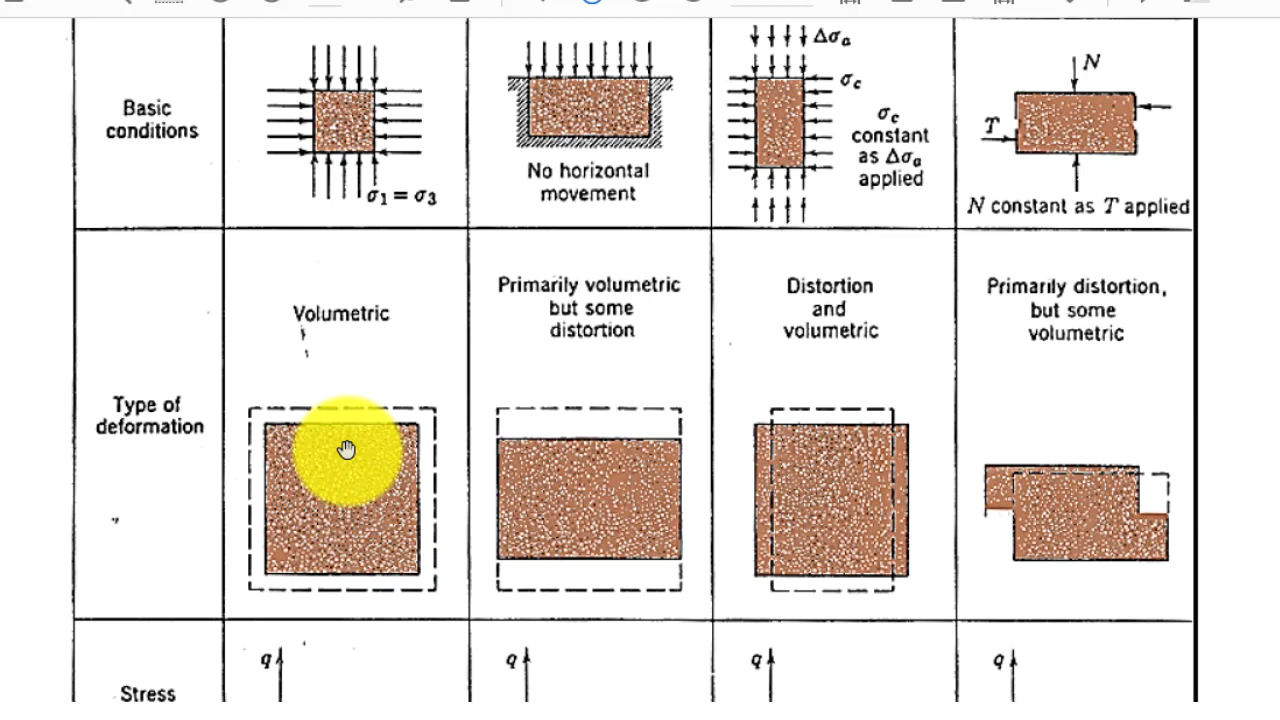 Basic
conditions
σ1 = σ3
No horizontal
movement
Δσa
σc
σc
constant
as Δσa
applied
N
T
N constant as T applied
Type of
deformation
Volumetric
Primarily volumetric
but some
distortion
Distortion
and
volumetric
Primarily distortion,
but some
volumetric
Stress
q
q
q
q